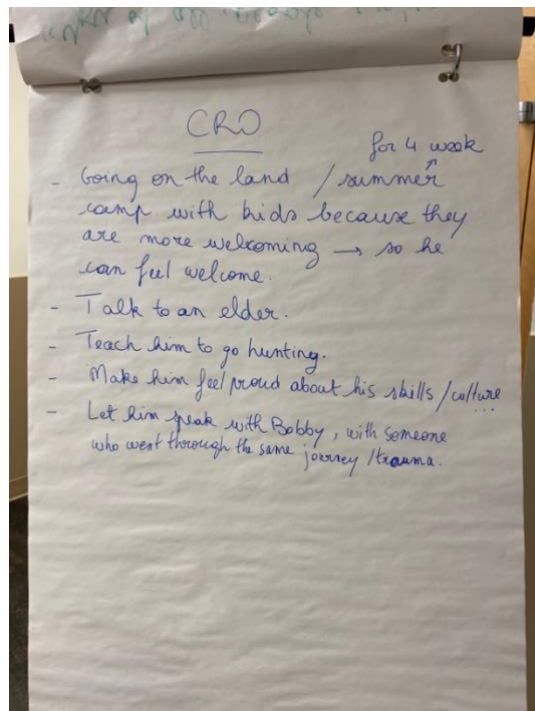 CRO
for 4 week
- Going on the land / summer
camp with kids because they
are more welcoming → so he
can feel welcome.
- Talk to an elder.
- Teach him to go hunting.
- Make him feel proud about his skills / culture
...
- Let him speak with Bobby, with someone
who went through the same journey / trauma.